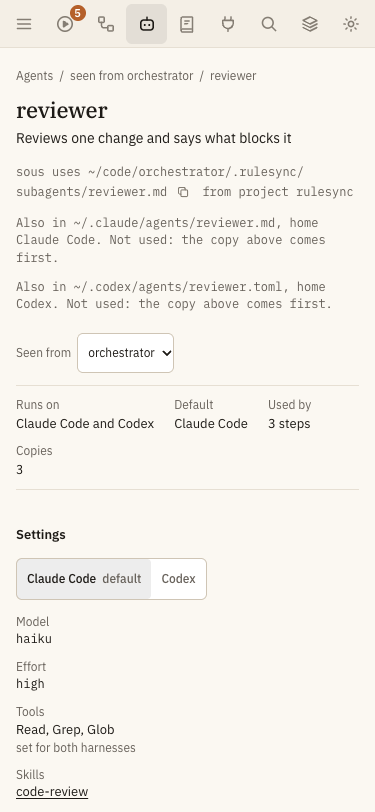 5
Agents / seen from orchestrator / reviewer
reviewer
Reviews one change and says what blocks it
sous uses ~/code/orchestrator/.rulesync/
subagents/reviewer.md from project rulesync
Also in ~/.claude/agents/reviewer.md, home
Claude Code. Not used: the copy above comes
first.
Also in ~/.codex/agents/reviewer.toml, home
Codex. Not used: the copy above comes first.
Seen from orchestrator
Runs on Default Used by
Claude Code and Codex Claude Code 3 steps
Copies
3
Settings
Claude Code default Codex
Model
haiku
Effort
high
Tools
Read, Grep, Glob
set for both harnesses
Skills
code-review